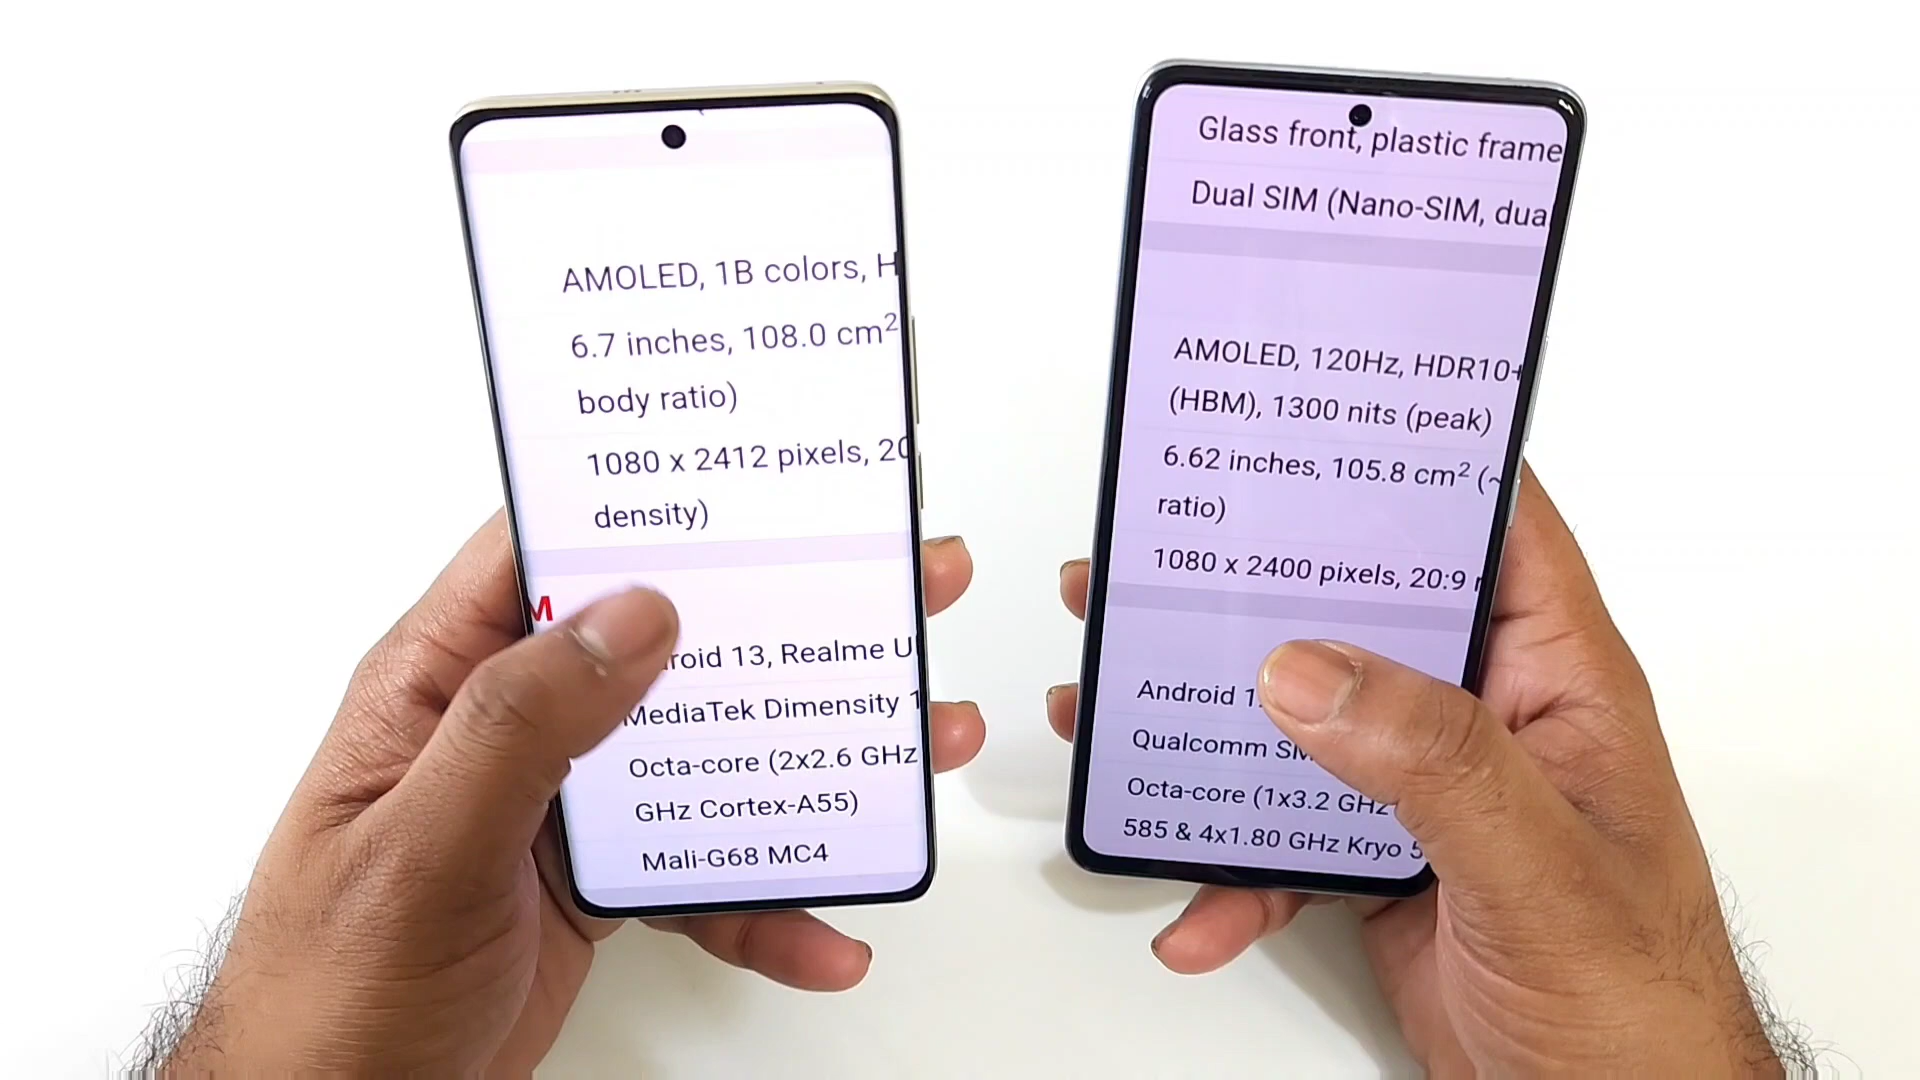 AMOLED, 1B colors, H
6.7 inches, 108.0 cm²
body ratio)
1080 x 2412 pixels, 20
density)
M
roid 13, Realme U
MediaTek Dimensity 1
Octa-core (2x2.6 GHz
GHz Cortex-A55)
Mali-G68 MC4
Glass front, plastic frame
Dual SIM (Nano-SIM, dua
AMOLED, 120Hz, HDR10+
(HBM), 1300 nits (peak)
6.62 inches, 105.8 cm² (~
ratio)
1080 x 2400 pixels, 20:9 r
Android 1
Qualcomm SM
Octa-core (1x3.2 GHz
585 & 4x1.80 GHz Kryo 5